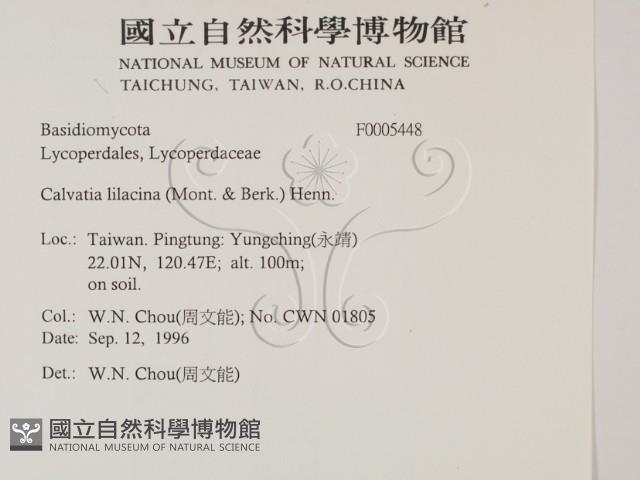 國立自然科學博物館
NATIONAL MUSEUM OF NATURAL SCIENCE
TAICHUNG, TAIWAN, R.O.CHINA
Basidiomycota F0005448
Lycoperdales, Lycoperdaceae
Calvatia lilacina (Mont. & Berk.) Henn.
Loc.: Taiwan. Pingtung: Yungching(永靖)
22.01N, 120.47E; alt. 100m;
on soil.
Col.: W.N. Chou(周文能); No. CWN 01805
Date: Sep. 12, 1996
Det.: W.N. Chou(周文能)
國立自然科學博物館
NATIONAL MUSEUM OF NATURAL SCIENCE